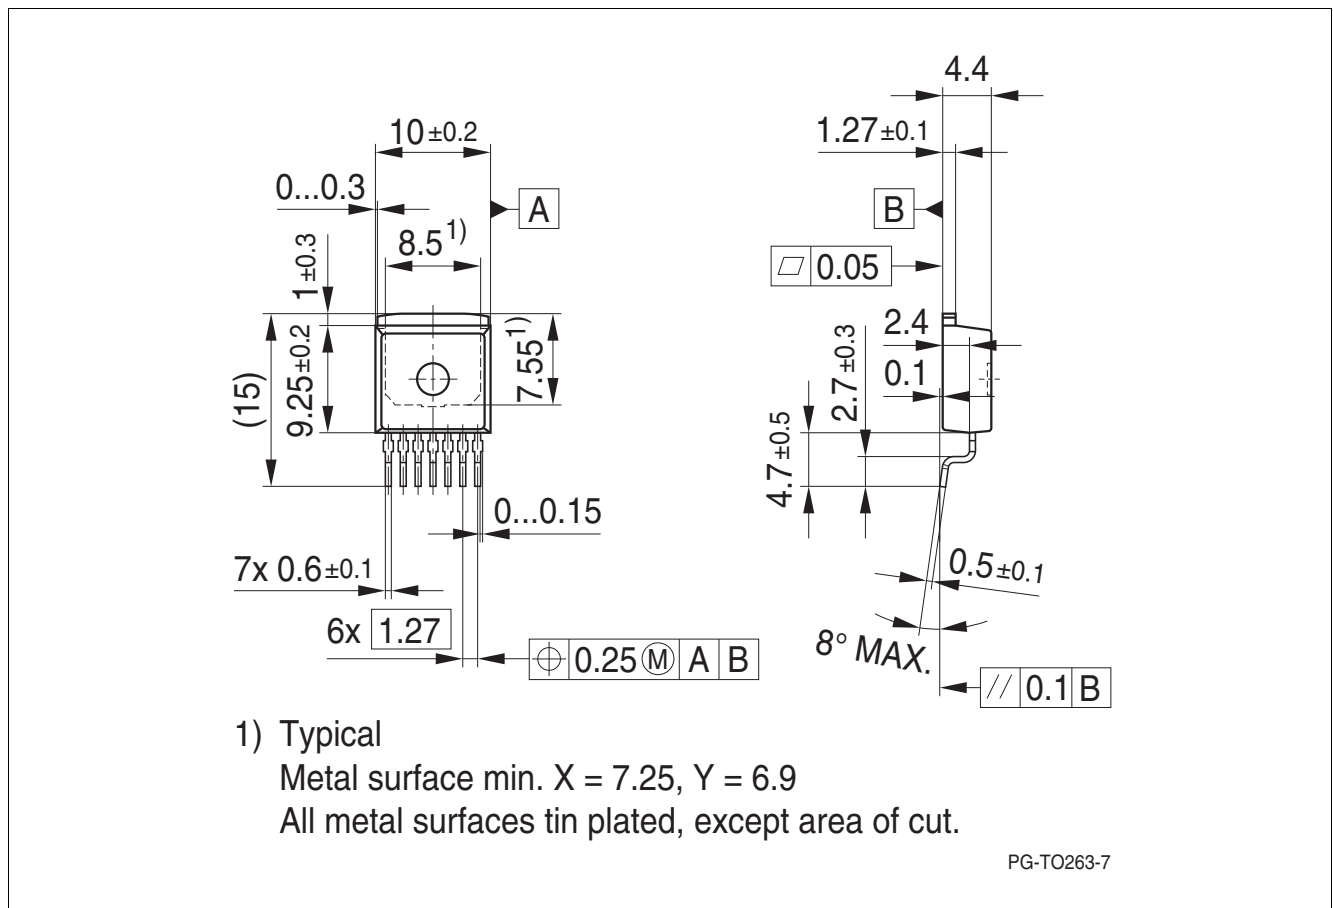 4.4
1.27±0.1
10±0.2
0...0.3
A
B
8.5 1)
1±0.3
0.05
2.4
0.1
(15)
9.25±0.2
7.55 1)
2.7±0.3
4.7±0.5
0...0.15
7x 0.6±0.1
0.5±0.1
6x 1.27
0.25 Ⓜ A B
8° MAX.
// 0.1 B
1) Typical
Metal surface min. X = 7.25, Y = 6.9
All metal surfaces tin plated, except area of cut.
PG-TO263-7